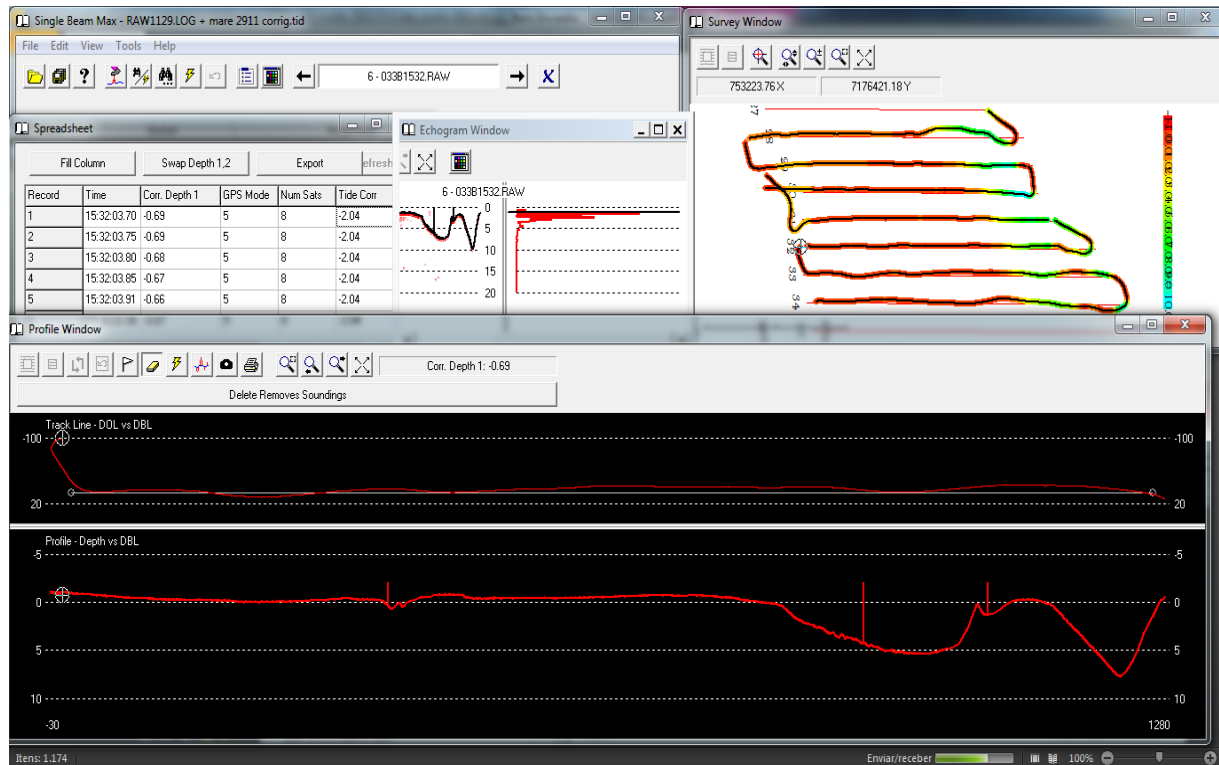 Single Beam Max - RAW1129.LOG + mare 2911 corrig.tid
File Edit View Tools Help
6 - 033B1532.RAW
Spreadsheet
Fill Column Swap Depth 1,2 Export efresh
Record Time Corr. Depth 1 GPS Mode Num Sats Tide Corr
1 15:32:03.70 -0.69 5 8 -2.04
2 15:32:03.75 -0.69 5 8 -2.04
3 15:32:03.80 -0.68 5 8 -2.04
4 15:32:03.85 -0.67 5 8 -2.04
5 15:32:03.91 -0.66 5 8 -2.04
Echogram Window
6 - 033B1532.RAW
0
5
10
15
20
Survey Window
753223.76 X 7176421.18 Y
32
33
34
Profile Window
Corr. Depth 1: -0.69
Delete Removes Soundings
Track Line - DOL vs DBL
-100 -100
20 20
Profile - Depth vs DBL
-5 -5
0 0
5 5
10 10
-30 1280
Itens: 1.174 Enviar/receber 100%